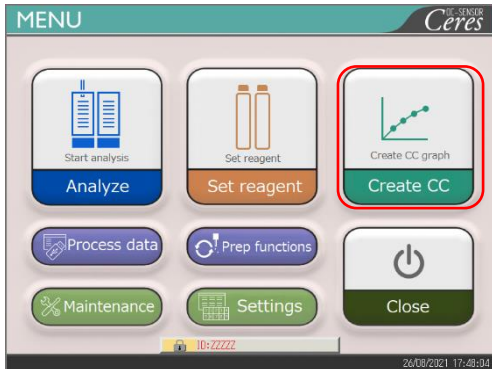 MENU
OC-SENSOR
Ceres
Start analysis
Analyze
Set reagent
Set reagent
Create CC graph
Create CC
Process data
Prep functions
Close
Maintenance
Settings
ID:ZZZZZ
26/08/2021 17:48:04